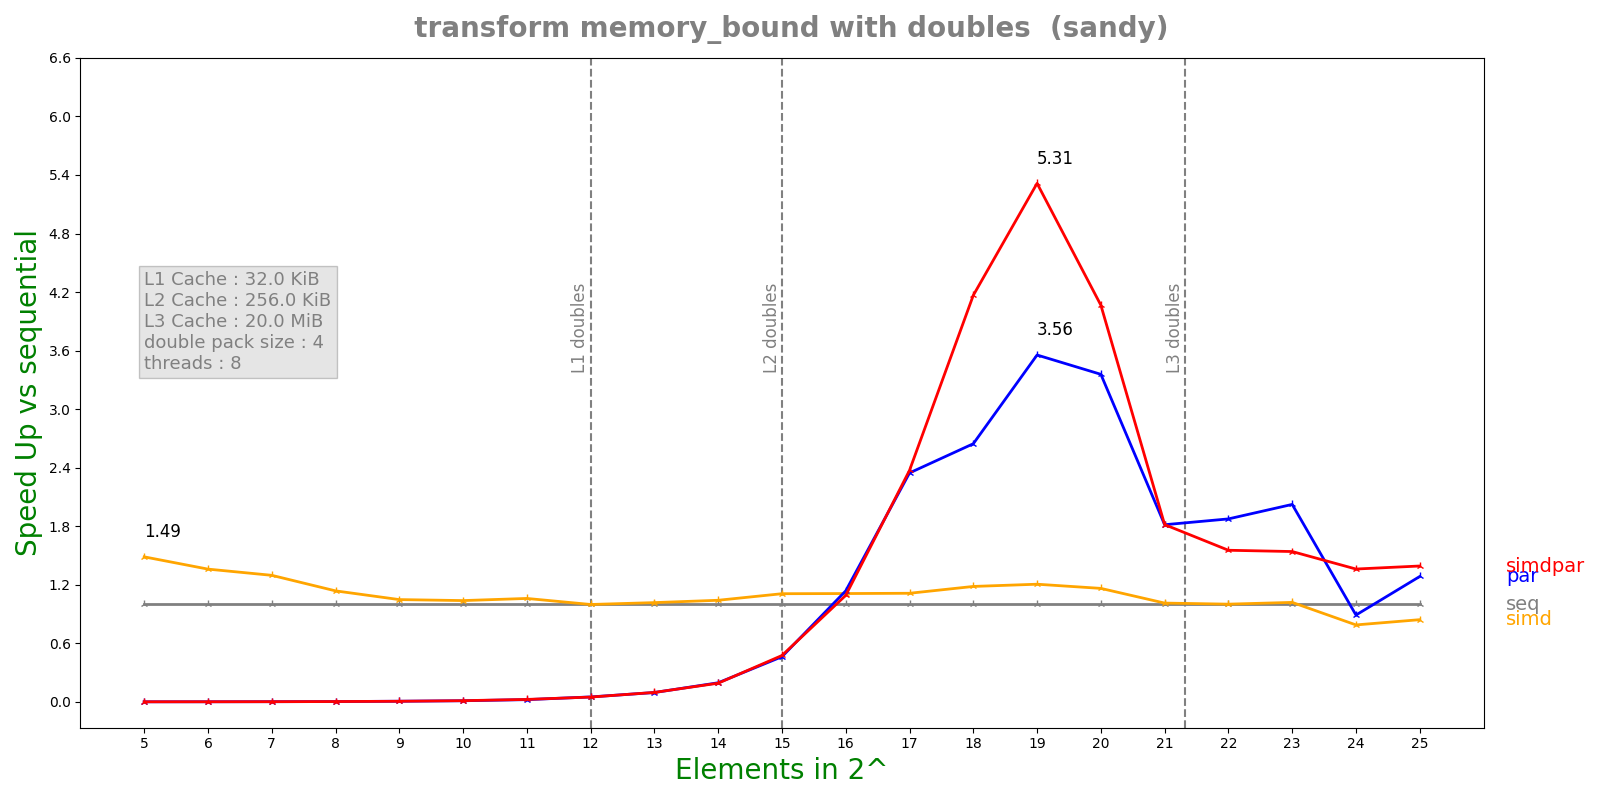 transform memory_bound with doubles (sandy)
Speed Up vs sequential
6.6
6.0
5.4
4.8
4.2
3.6
3.0
2.4
1.8
1.2
0.6
0.0
L1 Cache : 32.0 KiB
L2 Cache : 256.0 KiB
L3 Cache : 20.0 MiB
double pack size : 4
threads : 8
1.49
L1 doubles
L2 doubles
5.31
3.56
L3 doubles
simdpar
par
seq
simd
5 6 7 8 9 10 11 12 13 14 15 16 17 18 19 20 21 22 23 24 25
Elements in 2^